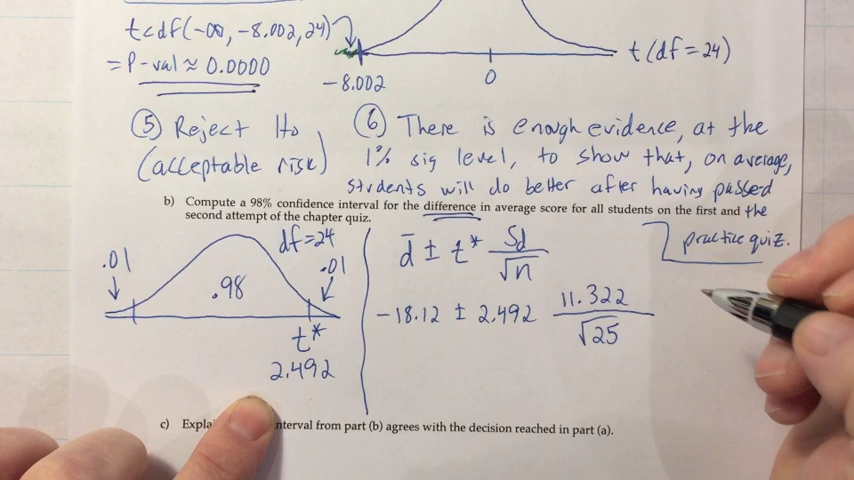 tcdf(-∞, -8.002, 24)
= P-val ≈ 0.0000
-8.002
0
t (df = 24)
⑤ Reject Ho
(acceptable risk)
⑥ There is enough evidence, at the
1% sig level, to show that, on average,
students will do better after having passed
the
practice quiz.
b) Compute a 98% confidence interval for the difference in average score for all students on the first and
second attempt of the chapter quiz.
df=24
.01
.98
.01
t*
2.492
d̄ ± t* Sd/√n
-18.12 ± 2.492 11.322/√25
c) nterval from part (b) agrees with the decision reached in part (a).